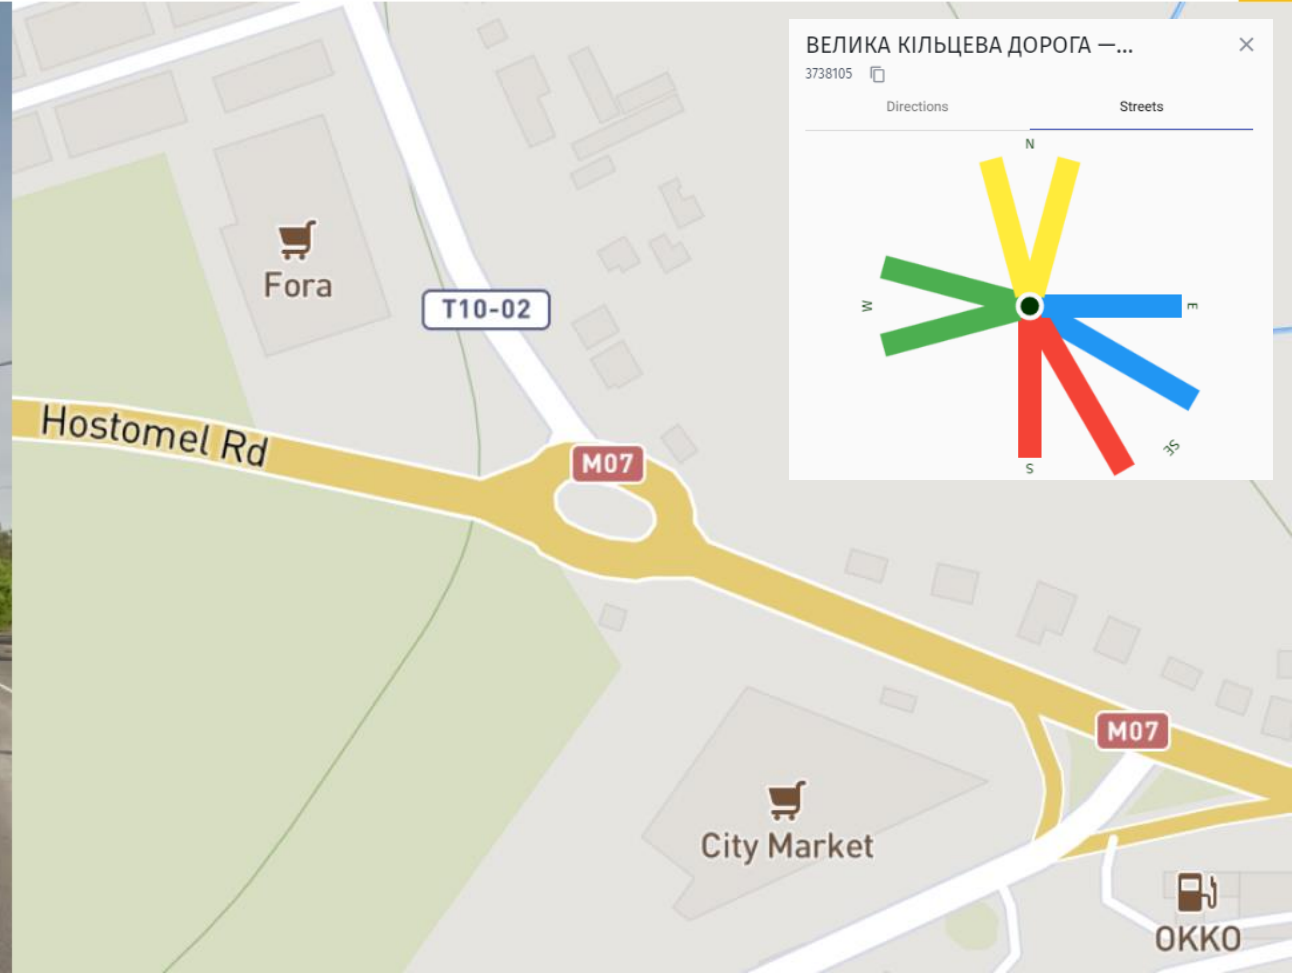 ВЕЛИКА КІЛЬЦЕВА ДОРОГА —...
3738105
Directions
Streets
N
W
E
SE
S
Fora
T10-02
Hostomel Rd
M07
M07
City Market
OKKO